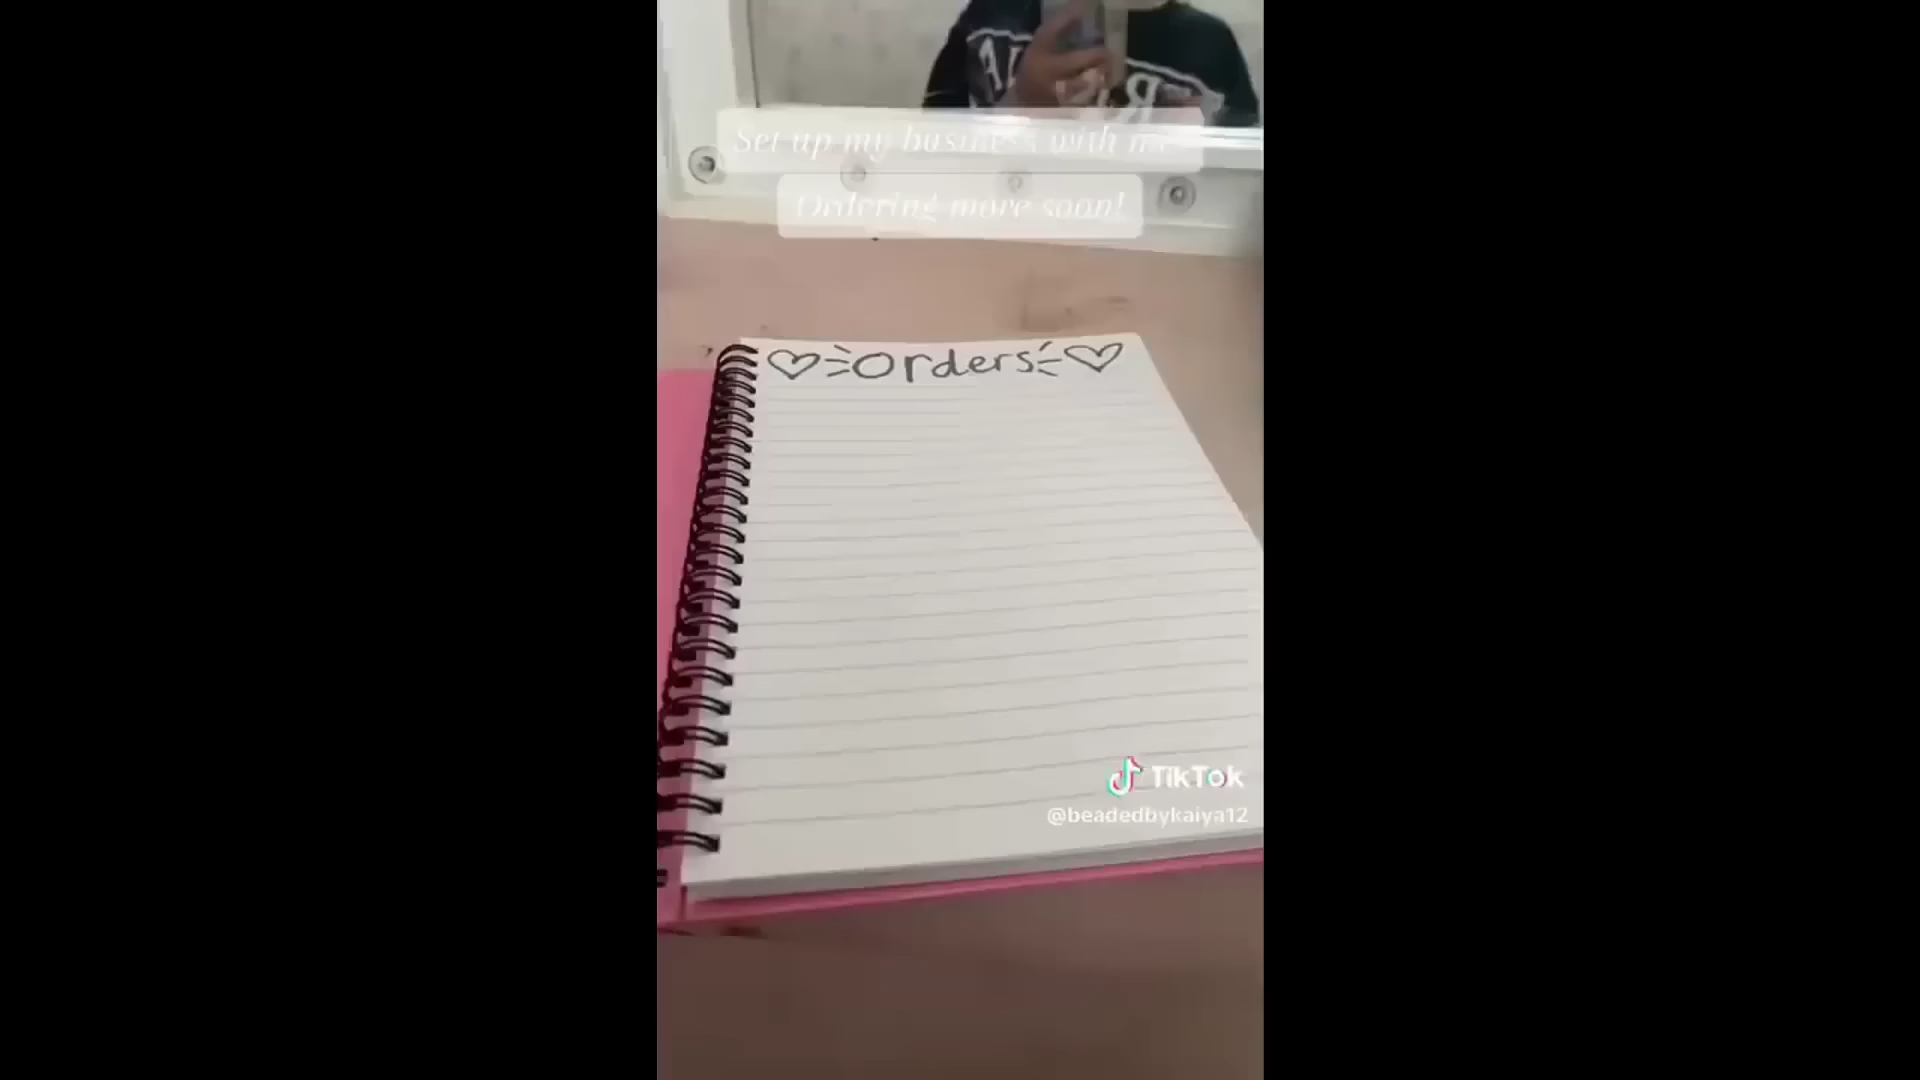 Set up my business with me
Ordering more soon!
Orders
TikTok
@beadedbykaiya12